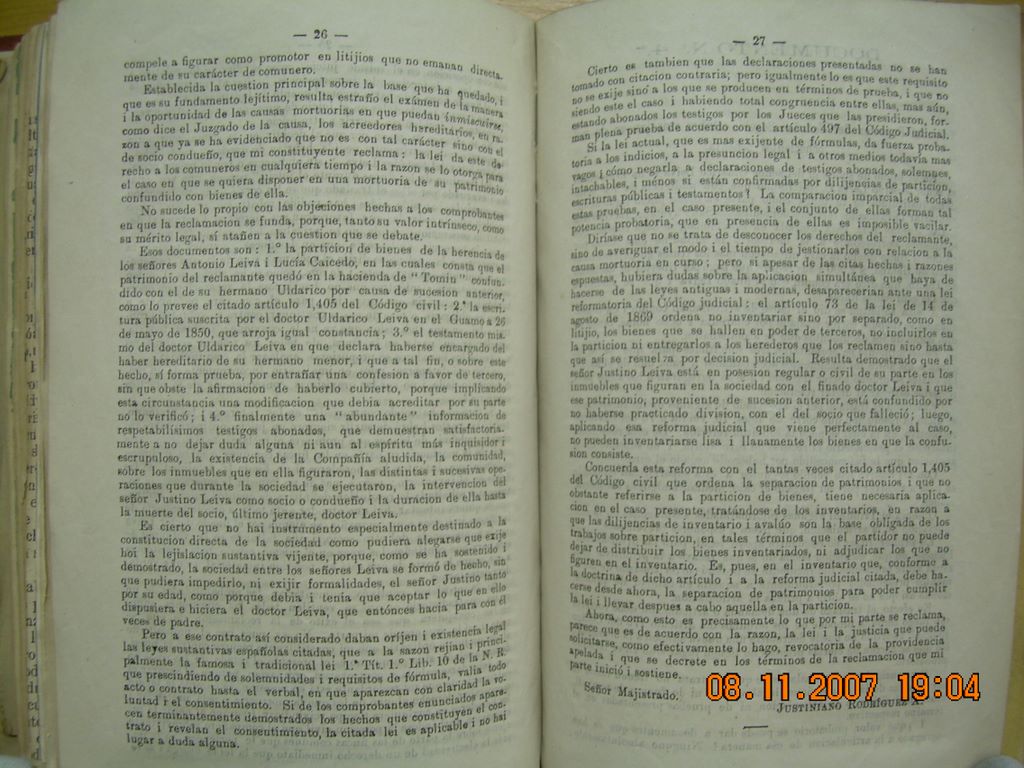 — 26 —
compele a figurar como promotor en litijios que no emanan directa-
mente de su carácter de comunero.
Establecida la cuestion principal sobre la base que ha quedado, i
que es su fundamento lejítimo, resulta estraño el exámen de la manera
i la oportunidad de las causas mortuorias en que puedan inmiscuirse,
como dice el Juzgado de la causa, los acreedores hereditarios, en ra-
zon a que ya se ha evidenciado que no es con tal carácter sino con el
de socio condueño, que mi constituyente reclama: la lei da este de-
recho a los comuneros en cualquiera tiempo i la razon se lo otorga para
el caso en que se quiera disponer en una mortuoria de su patrimonio
confundido con bienes de ella.
No sucede lo propio con las objeciones hechas a los comprobantes
en que la reclamacion se funda, porque, tanto su valor intrínseco, como
su mérito legal, sí atañen a la cuestion que se debate.
Esos documentos son: 1.º la particion de bienes de la herencia de
los señores Antonio Leiva i Lucía Caicedo, en las cuales consta que el
patrimonio del reclamante quedó en la hacienda de "Tomin" confun-
dido con el de su hermano Uldarico por causa de sucesion anterior,
como lo prevee el citado artículo 1,405 del Código civil: 2.º la escri-
tura pública suscrita por el doctor Uldarico Leiva en el Guamo a 26
de mayo de 1850, que arroja igual constancia; 3.º el testamento mis-
mo del doctor Uldarico Leiva en que declara haberse encargado del
haber hereditario de su hermano menor, i que a tal fin, o sobre este
hecho, sí forma prueba, por entrañar una confesion a favor de tercero,
sin que obste la afirmacion de haberlo cubierto, porque implicando
esta circunstancia una modificacion que debia acreditar por su parte
no lo verificó; i 4.º finalmente una "abundante" informacion de
respetabilísimos testigos abonados, que demuestran satisfactoria-
mente a no dejar duda alguna ni aun al espíritu más inquisidor i
escrupuloso, la existencia de la Compañía aludida, la comunidad,
sobre los inmuebles que en ella figuraron, las distintas i sucesivas ope-
raciones que durante la sociedad se ejecutaron, la intervencion del
señor Justino Leiva como socio o condueño i la duracion de ella hasta
la muerte del socio, último jerente, doctor Leiva.
Es cierto que no hai instrumento especialmente destinado a la
constitucion directa de la sociedad como pudiera alegarse que exije
hoi la lejislacion sustantiva vijente, porque, como se ha sostenido i
demostrado, la sociedad entre los señores Leiva se formó de hecho, sin
que pudiera impedirlo, ni exijir formalidades, el señor Justino tanto
por su edad, como porque debia i tenia que aceptar lo que en ello
dispusiera e hiciera el doctor Leiva, que entónces hacia para con él
veces de padre.
Pero a ese contrato así considerado daban oríjen i existencia legal
las leyes sustantivas españolas citadas, que a la sazon rejian i princi-
palmente la famosa i tradicional lei 1.ª Tít. 1.º Lib. 10 de la N. R.
que prescindiendo de solemnidades i requisitos de fórmula, valia todo
acto o contrato hasta el verbal, en que aparezcan con claridad la vo-
luntad i el consentimiento. Si de los comprobantes enunciados apare-
cen terminantemente demostrados los hechos que constituyen el con-
trato i revelan el consentimiento, la citada lei es aplicable i no hai
lugar a duda alguna.
— 27 —
Cierto es tambien que las declaraciones presentadas no se han
tomado con citacion contraria; pero igualmente lo es que este requisito
no se exije sinó a los que se producen en términos de prueba, i que no
siendo este el caso i habiendo total congruencia entre ellas, mas aún,
estando abonados los testigos por los Jueces que las presidieron, for-
man plena prueba de acuerdo con el artículo 497 del Código Judicial.
Si la lei actual, que es mas exijente de fórmulas, da fuerza proba-
toria a los indicios, a la presuncion legal i a otros medios todavía mas
vagos ¿cómo negarla a declaraciones de testigos abonados, solemnes,
intachables, i ménos si están confirmadas por dilijencias de particion,
escrituras públicas i testamentos? La comparacion imparcial de todas
estas pruebas, en el caso presente, i el conjunto de ellas forman tal
potencia probatoria, que en presencia de ellas es imposible vacilar.
Diríase que no se trata de desconocer los derechos del reclamante,
sino de averiguar el modo i el tiempo de jestionarlos con relacion a la
causa mortuoria en curso; pero si apesar de las citas hechas i razones
espuestas, hubiera dudas sobre la aplicacion simultánea que haya de
hacerse de las leyes antiguas i modernas, desaparecerian ante una lei
reformatoria del Código judicial: el artículo 73 de la lei de 14 de
agosto de 1869 ordena no inventariar sino por separado, como en
litijio, los bienes que se hallen en poder de terceros, no incluirlos en
la particion ni entregarlos a los herederos que los reclamen sino hasta
que así se resuelza por decision judicial. Resulta demostrado que el
señor Justino Leiva está en posesion regular o civil de su parte en los
inmuebles que figuran en la sociedad con el finado doctor Leiva i que
ese patrimonio, proveniente de sucesion anterior, está confundido por
no haberse practicado division, con el del socio que falleció; luego,
aplicando esa reforma judicial que viene perfectamente al caso,
no pueden inventariarse lisa i llanamente los bienes en que la confu-
sion consiste.
Concuerda esta reforma con el tantas veces citado artículo 1,405
del Código civil que ordena la separacion de patrimonios i que no
obstante referirse a la particion de bienes, tiene necesaria aplica-
cion en el caso presente, tratándose de los inventarios, en razon a
que las dilijencias de inventario i avalúo son la base obligada de los
trabajos sobre particion, en tales términos que el partidor no puede
dejar de distribuir los bienes inventariados, ni adjudicar los que no
figuren en el inventario. Es, pues, en el inventario que, conforme a
la doctrina de dicho artículo i a la reforma judicial citada, debe ha-
cerse desde ahora, la separacion de patrimonios para poder cumplir
la lei i llevar despues a cabo aquella en la particion.
Ahora, como esto es precisamente lo que por mi parte se reclama,
parece que es de acuerdo con la razon, la lei i la justicia que puede
solicitarse, como efectivamente lo hago, revocatoria de la providencia
apelada i que se decrete en los términos de la reclamacion que mi
parte inició i sostiene.
Señor Majistrado.
JUSTINIANO RODRÍGUEZ A.
08.11.2007 19:04